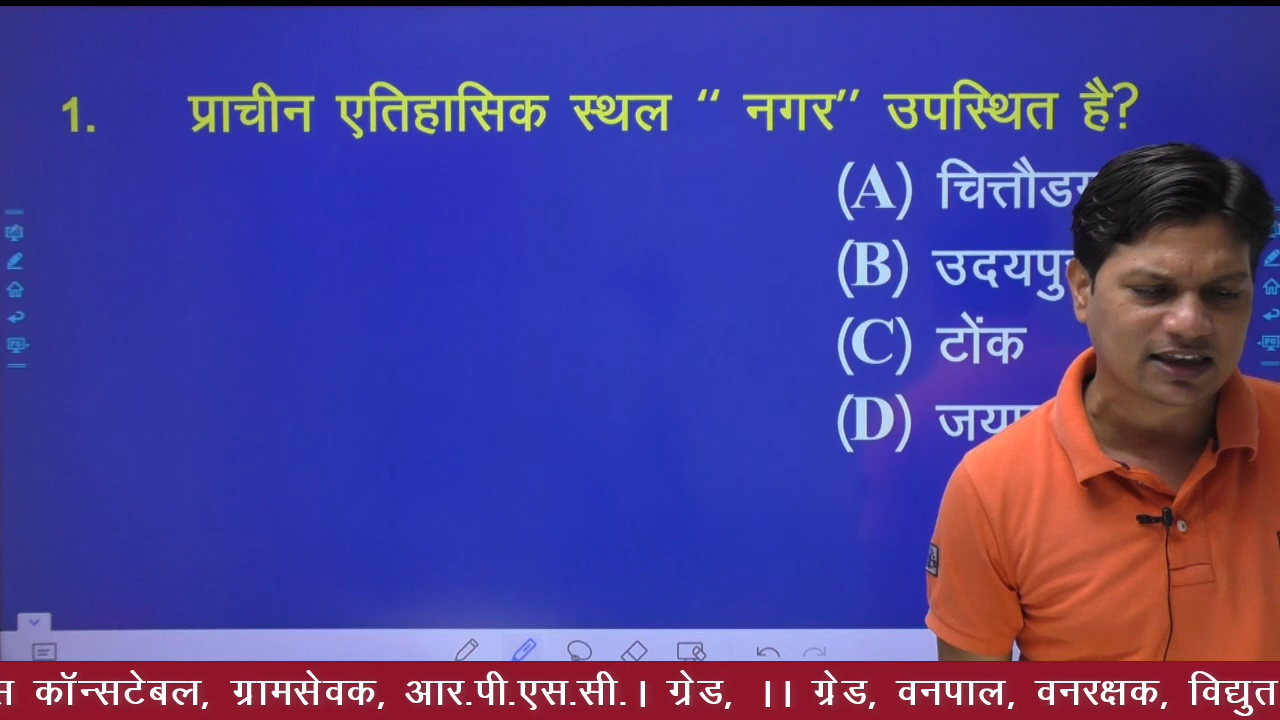 1. प्राचीन एतिहासिक स्थल " नगर" उपस्थित है?
(A)
(B)
(C) टोंक
(D)
कॉन्सटेबल, ग्रामसेवक, आर.पी.एस.सी.। ग्रेड, ।। ग्रेड, वनपाल, वनरक्षक, विद्युत